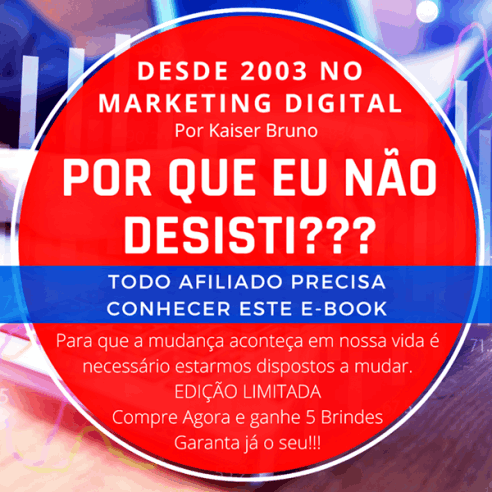 DESDE 2003 NO
MARKETING DIGITAL
Por Kaiser Bruno
POR QUE EU NÃO
DESISTI???
TODO AFILIADO PRECISA
CONHECER ESTE E-BOOK
Para que a mudança aconteça em nossa vida é
necessário estarmos dispostos a mudar.
EDIÇÃO LIMITADA
Compre Agora e ganhe 5 Brindes
Garanta já o seu!!!